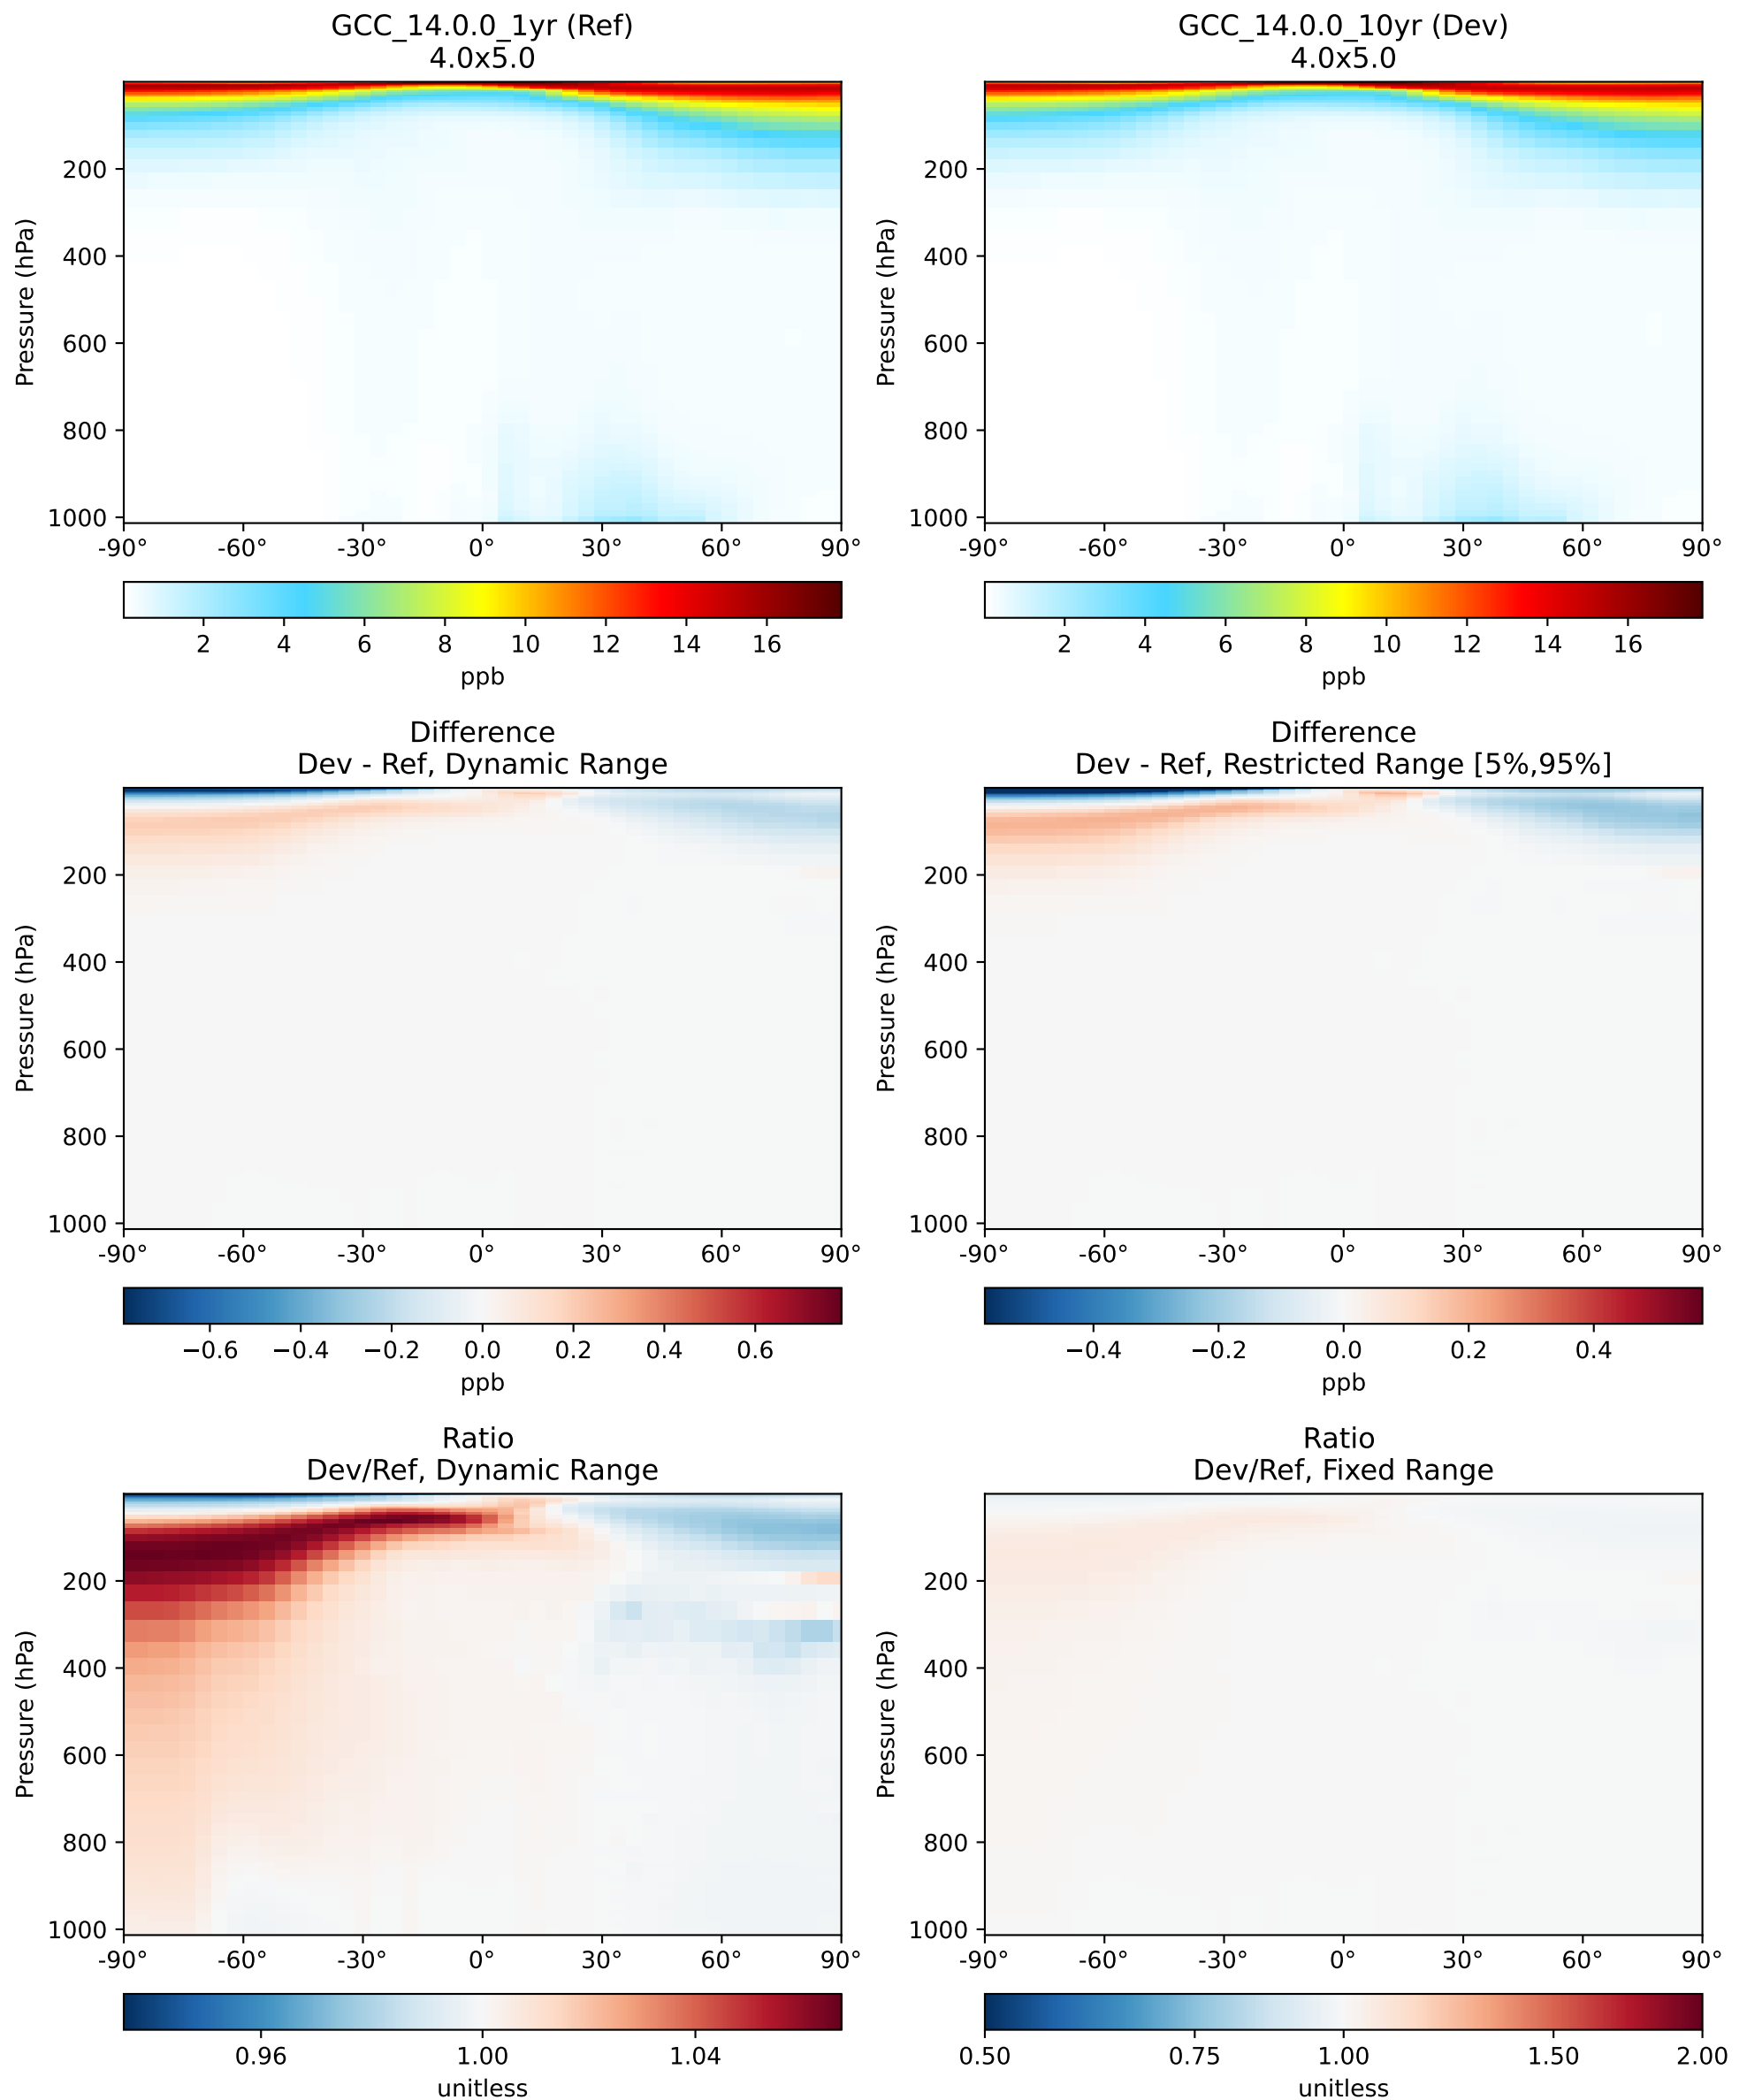 GCC_14.0.0_1yr (Ref)
4.0x5.0
Pressure (hPa)
200
400
600
800
1000
-90° -60° -30° 0° 30° 60° 90°
2 4 6 8 10 12 14 16
ppb
GCC_14.0.0_10yr (Dev)
4.0x5.0
Pressure (hPa)
200
400
600
800
1000
-90° -60° -30° 0° 30° 60° 90°
2 4 6 8 10 12 14 16
ppb
Difference
Dev - Ref, Dynamic Range
Pressure (hPa)
200
400
600
800
1000
-90° -60° -30° 0° 30° 60° 90°
−0.6 −0.4 −0.2 0.0 0.2 0.4 0.6
ppb
Difference
Dev - Ref, Restricted Range [5%,95%]
Pressure (hPa)
200
400
600
800
1000
-90° -60° -30° 0° 30° 60° 90°
−0.4 −0.2 0.0 0.2 0.4
ppb
Ratio
Dev/Ref, Dynamic Range
Pressure (hPa)
200
400
600
800
1000
-90° -60° -30° 0° 30° 60° 90°
0.96 1.00 1.04
unitless
Ratio
Dev/Ref, Fixed Range
Pressure (hPa)
200
400
600
800
1000
-90° -60° -30° 0° 30° 60° 90°
0.50 0.75 1.00 1.50 2.00
unitless